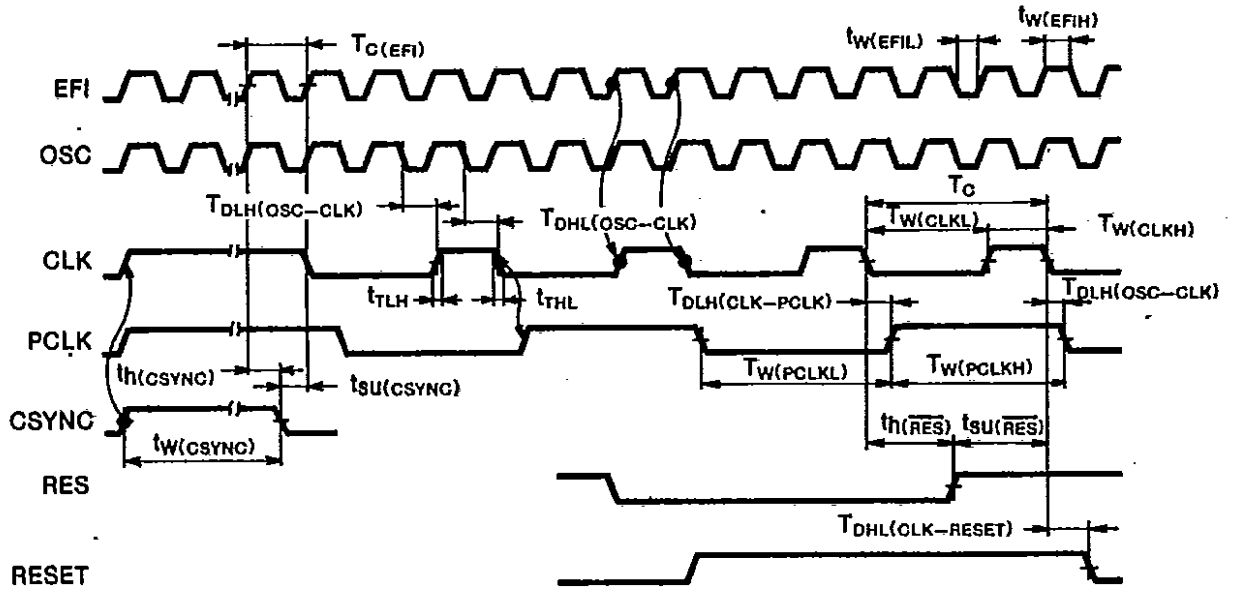 tW(EFIH)
TC(EFI)
tW(EFIL)
EFI
OSC
TC
TDLH(OSC–CLK)
TDHL(OSC–CLK)
TW(CLKL)
TW(CLKH)
CLK
tTLH
tTHL
TDLH(CLK–PCLK)
TDLH(OSC–CLK)
PCLK
th(CSYNC)
tsu(CSYNC)
TW(PCLKL)
TW(PCLKH)
CSYNC
tW(CSYNC)
th(R̅E̅S̅)
tsu(R̅E̅S̅)
RES
TDHL(CLK–RESET)
RESET